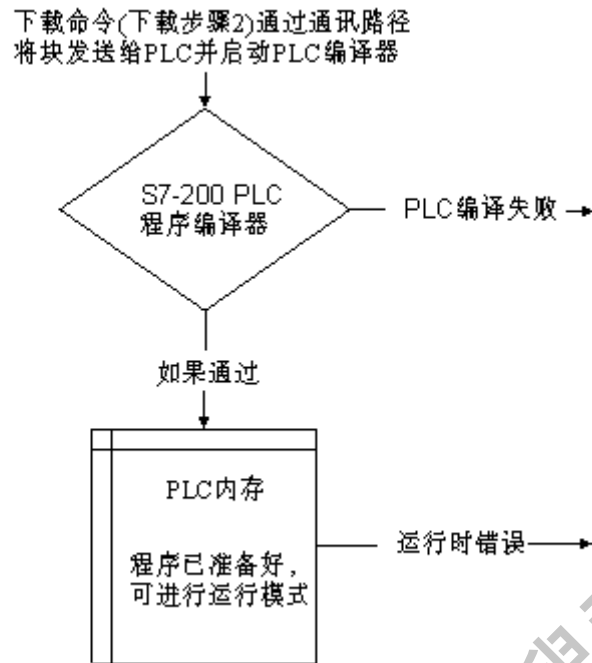 下载命令(下载步骤2)通过通讯路径
将块发送给PLC并启动PLC编译器
S7-200 PLC
程序编译器
PLC编译失败
如果通过
PLC内存
程序已准备好，
可进行运行模式
运行时错误